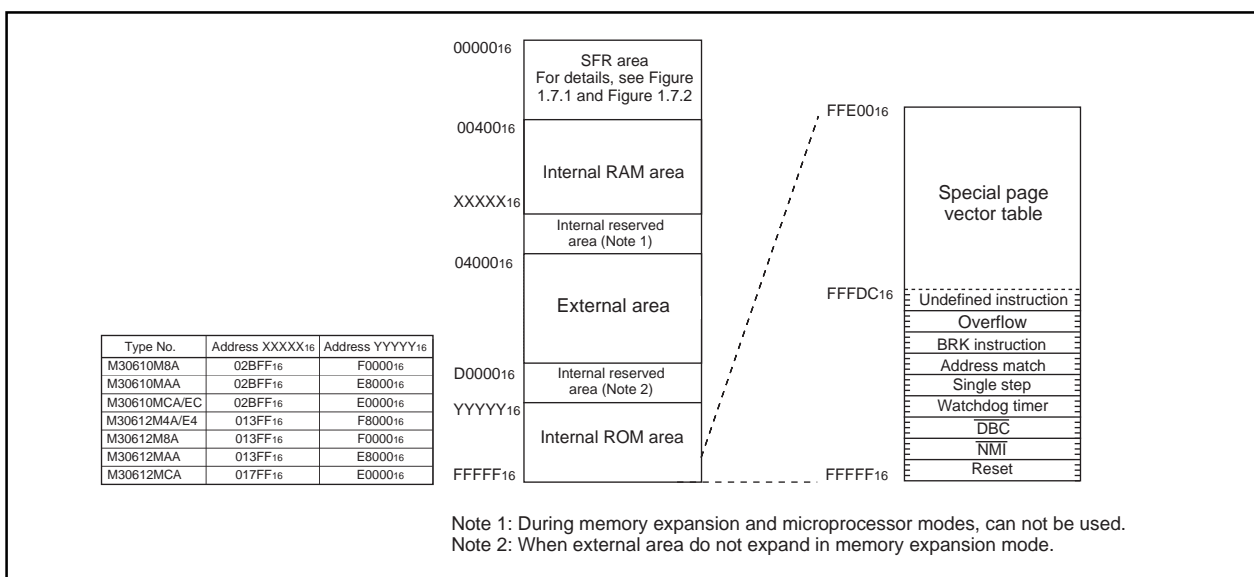 0000016
SFR area
For details, see Figure
1.7.1 and Figure 1.7.2
0040016
Internal RAM area
XXXXX16
Internal reserved
area (Note 1)
0400016
External area
D000016
Internal reserved
area (Note 2)
YYYYY16
Internal ROM area
FFFFF16
FFE0016
Special page
vector table
FFFDC16
Undefined instruction
Overflow
BRK instruction
Address match
Single step
Watchdog timer
DBC
NMI
Reset
FFFFF16
Type No. Address XXXXX16 Address YYYYY16
M30610M8A 02BFF16 F000016
M30610MAA 02BFF16 E800016
M30610MCA/EC 02BFF16 E000016
M30612M4A/E4 013FF16 F800016
M30612M8A 013FF16 F000016
M30612MAA 013FF16 E800016
M30612MCA 017FF16 E000016
Note 1: During memory expansion and microprocessor modes, can not be used.
Note 2: When external area do not expand in memory expansion mode.